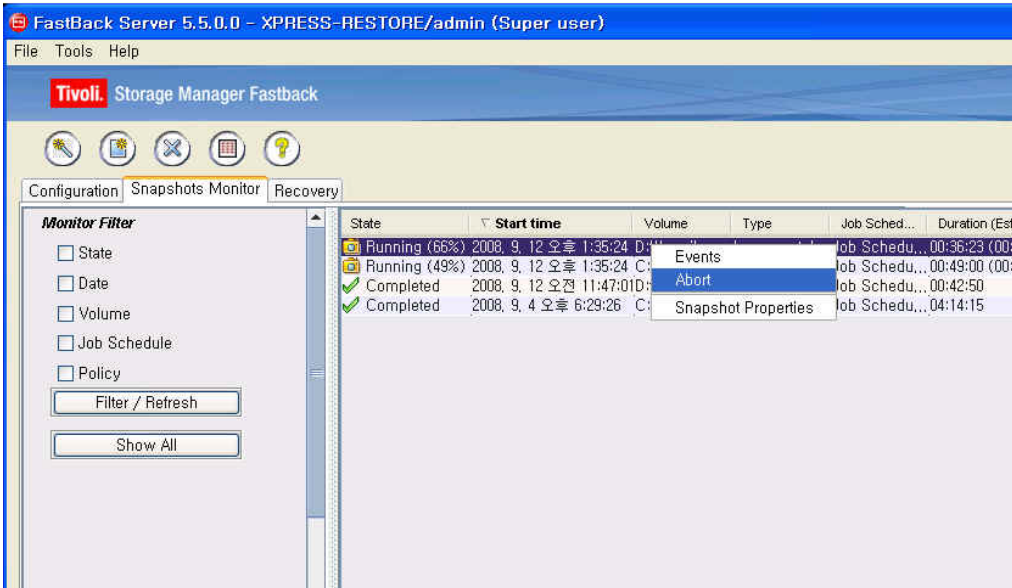 FastBack Server 5.5.0.0 - XPRESS-RESTORE/admin (Super user)
File Tools Help
Tivoli. Storage Manager Fastback
Configuration Snapshots Monitor Recovery
Monitor Filter
State
Date
Volume
Job Schedule
Policy
Filter / Refresh
Show All
State Start time Volume Type Job Sched... Duration (Est
Running (66%) 2008. 9. 12 오후 1:35:24 D: Job Schedu... 00:36:23 (00:
Running (49%) 2008. 9. 12 오후 1:35:24 C: Job Schedu... 00:49:00 (00:
Completed 2008. 9. 12 오전 11:47:01 D: Job Schedu... 00:42:50
Completed 2008. 9. 4 오후 6:29:26 C: Job Schedu... 04:14:15
Events
Abort
Snapshot Properties